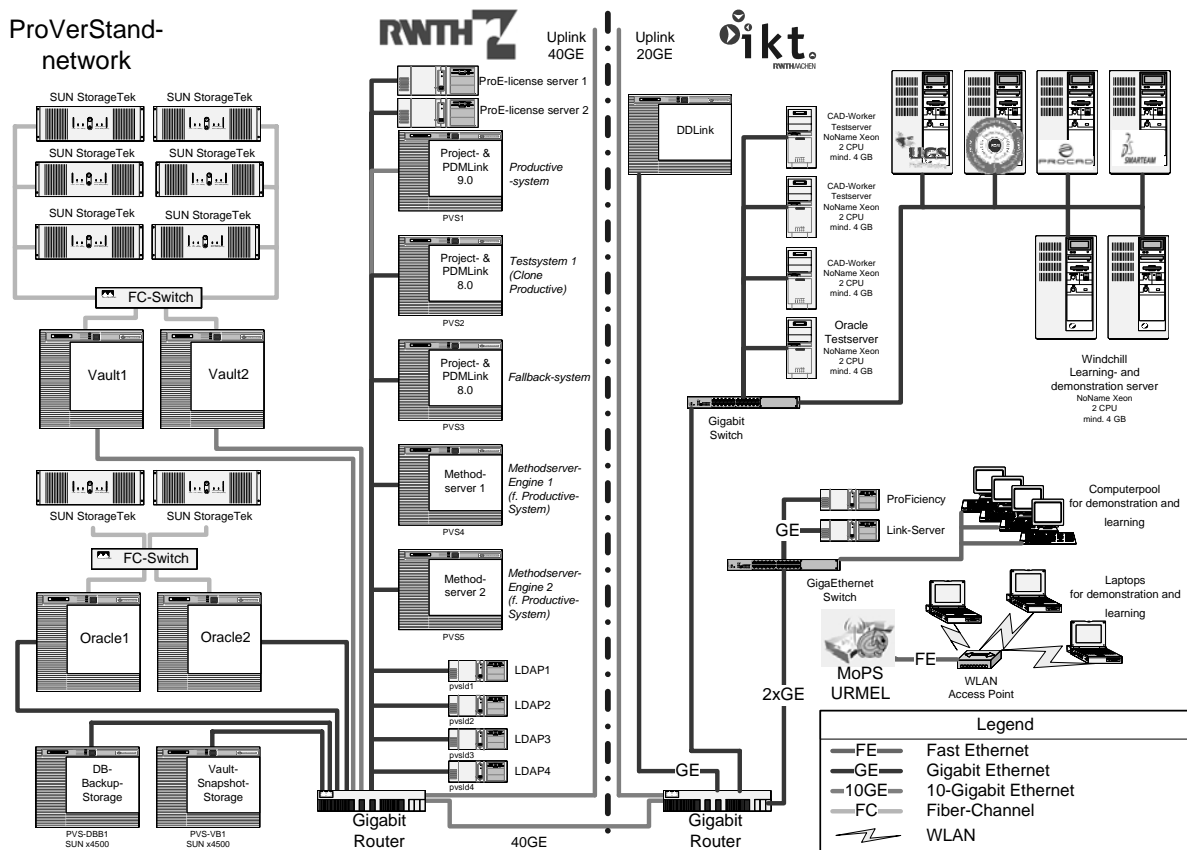 ProVerStand-
network
SUN StorageTek
SUN StorageTek
SUN StorageTek
SUN StorageTek
SUN StorageTek
SUN StorageTek
FC-Switch
Vault1
Vault2
SUN StorageTek
SUN StorageTek
FC-Switch
Oracle1
Oracle2
DB-
Backup-
Storage
PVS-DBB1
SUN x4500
Vault-
Snapshot-
Storage
PVS-VB1
SUN x4500
RWTH
Uplink
40GE
ProE-license server 1
ProE-license server 2
Project- &
PDMLink
9.0
PVS1
Productive
-system
Project- &
PDMLink
8.0
PVS2
Testsystem 1
(Clone
Productive)
Project- &
PDMLink
8.0
PVS3
Fallback-system
Method-
server 1
PVS4
Methodserver-
Engine 1
(f. Productive-
System)
Method-
server 2
PVS5
Methodserver-
Engine 2
(f. Productive-
System)
LDAP1
pvsld1
LDAP2
pvsld2
LDAP3
pvsld3
LDAP4
pvsld4
Gigabit
Router
40GE
Uplink
20GE
ikt.
RWTH AACHEN
DDLink
CAD-Worker
Testserver
NoName Xeon
2 CPU
mind. 4 GB
CAD-Worker
Testserver
NoName Xeon
2 CPU
mind. 4 GB
CAD-Worker
NoName Xeon
2 CPU
mind. 4 GB
Oracle
Testserver
NoName Xeon
2 CPU
mind. 4 GB
Gigabit
Switch
UGS
PROCAD
SMARTEAM
Windchill
Learning- and
demonstration server
NoName Xeon
2 CPU
mind. 4 GB
ProFiciency
GE
Link-Server
GigaEthernet
Switch
Computerpool
for demonstration and
learning
Laptops
for demonstration and
learning
MoPS
URMEL
FE
WLAN
Access Point
2xGE
GE
Gigabit
Router
Legend
FE Fast Ethernet
GE Gigabit Ethernet
10GE 10-Gigabit Ethernet
FC Fiber-Channel
WLAN